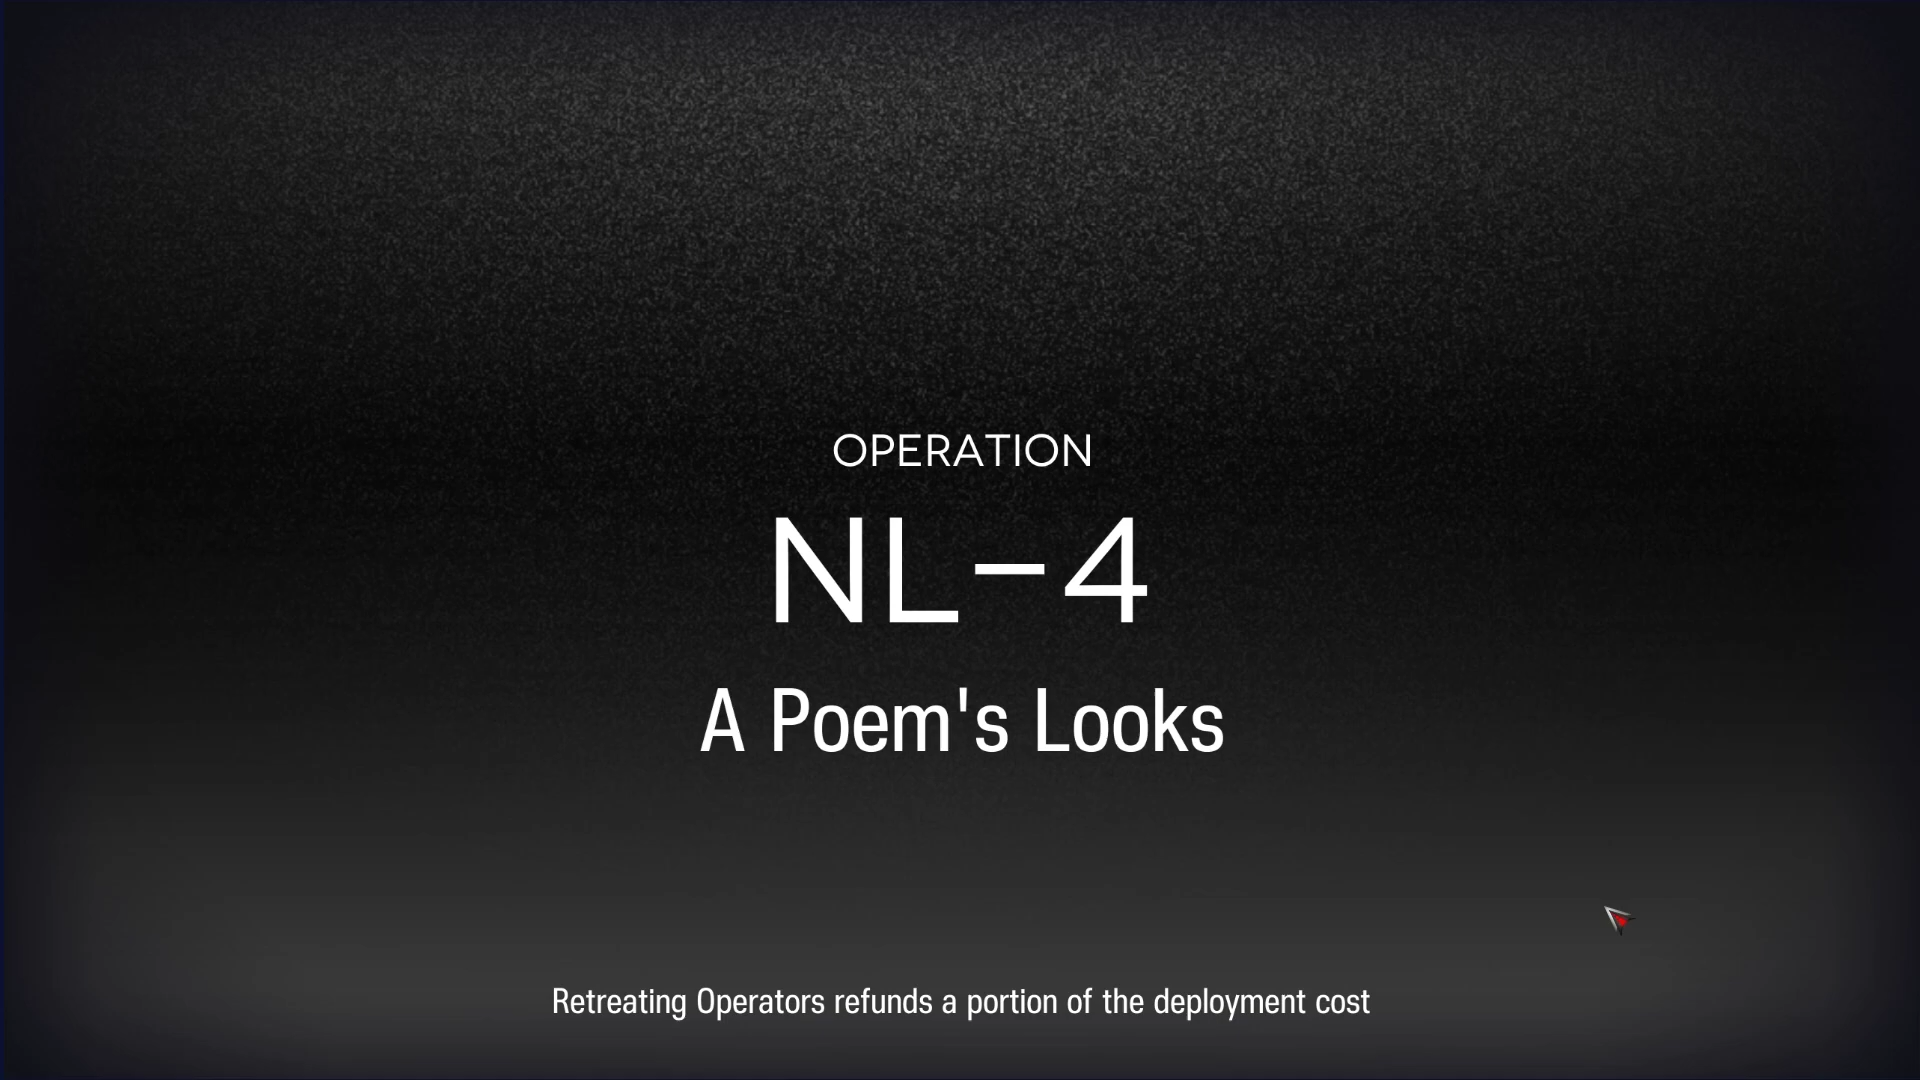 OPERATION
NL-4
A Poem's Looks
Retreating Operators refunds a portion of the deployment cost